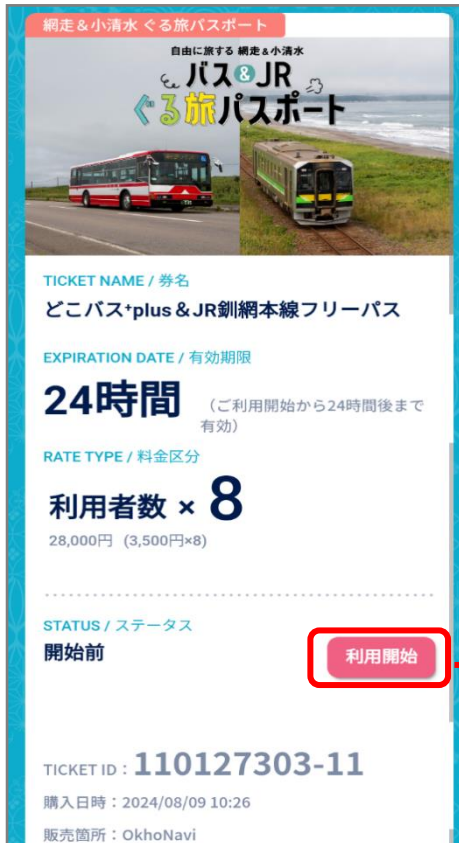 網走＆小清水 ぐる旅パスポート
自由に旅する 網走＆小清水
バス＆JR
ぐる旅パスポート
TICKET NAME / 券名
どこバス⁺plus＆JR釧網本線フリーパス
EXPIRATION DATE / 有効期限
24時間 （ご利用開始から24時間後まで
有効）
RATE TYPE / 料金区分
利用者数 × 8
28,000円 (3,500円×8)
STATUS / ステータス
開始前
利用開始
TICKET ID：110127303-11
購入日時：2024/08/09 10:26
販売箇所：OkhoNavi